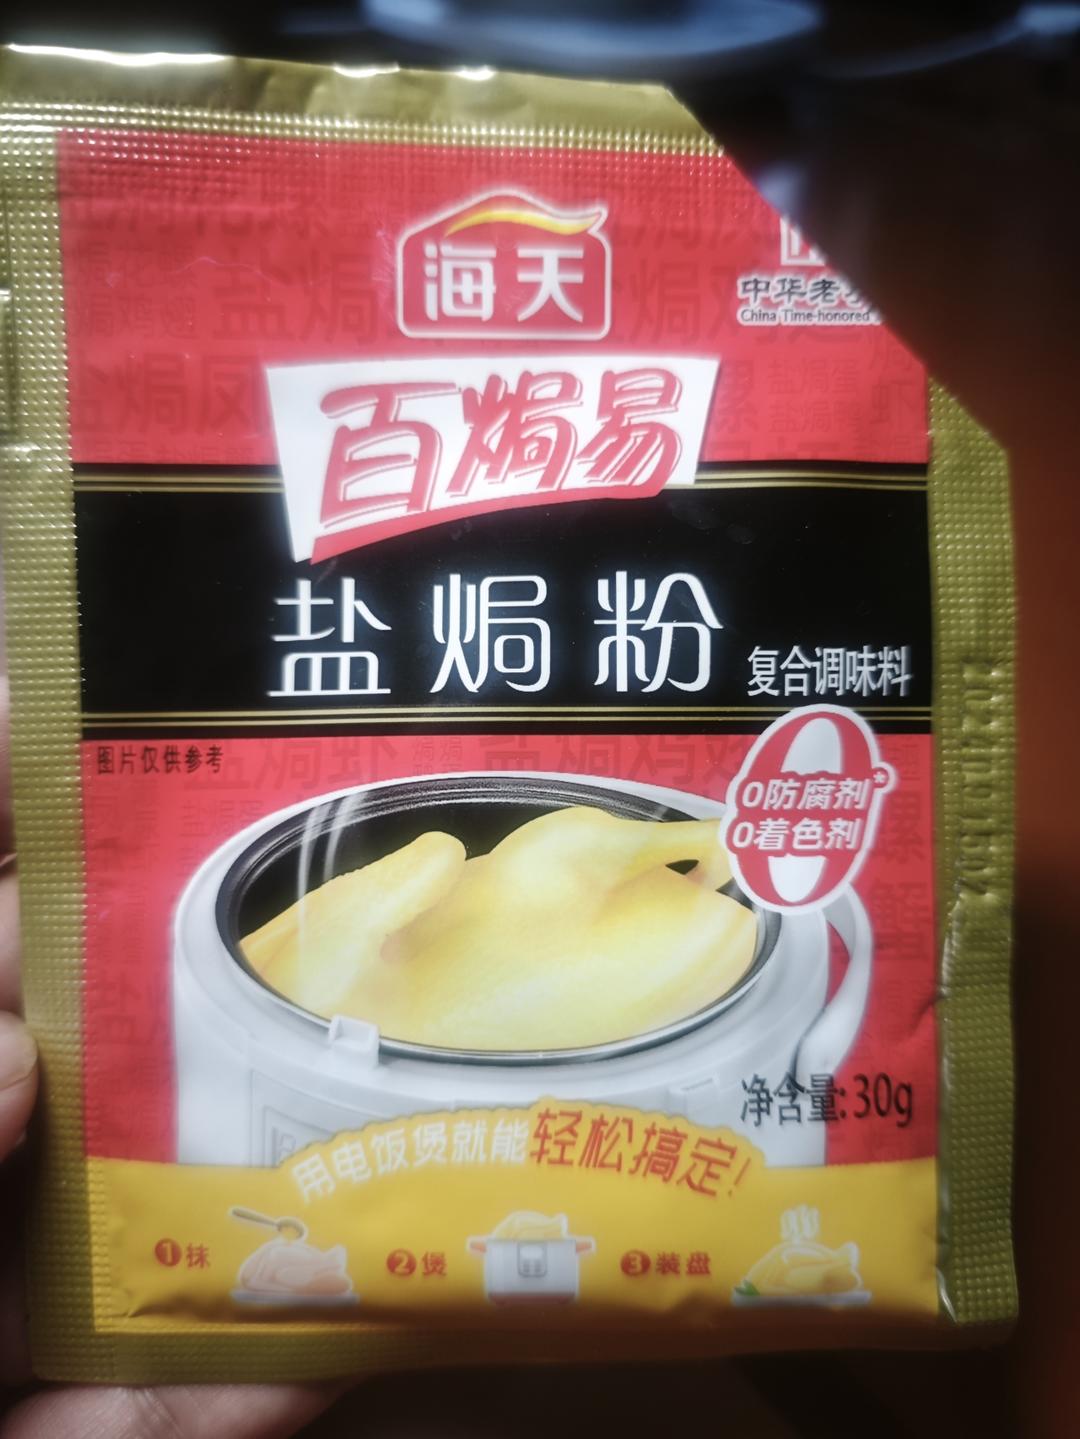 海天
中华老
China Time-honored
百焗易
盐焗粉
复合调味料
图片仅供参考
0防腐剂*
0着色剂
净含量:30g
用电饭煲就能轻松搞定!
1抹
2煲
3装盘